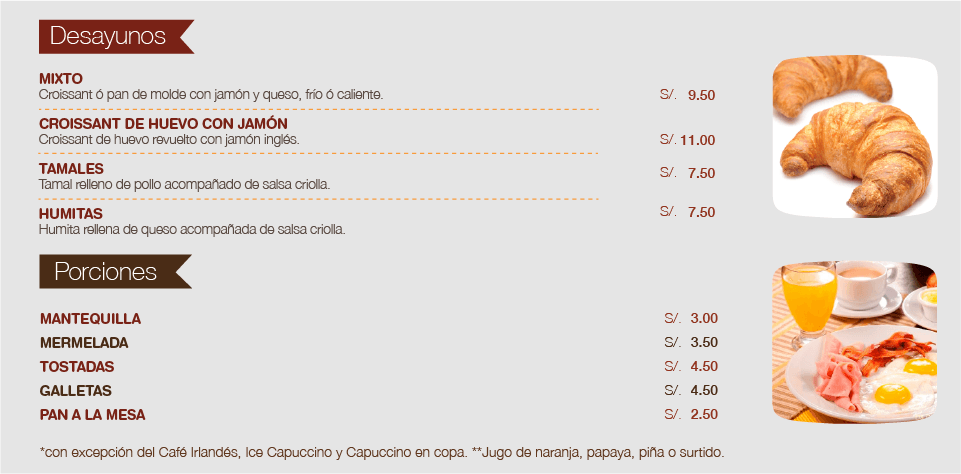 Desayunos
MIXTO
Croissant ó pan de molde con jamón y queso, frío ó caliente. S/. 9.50
CROISSANT DE HUEVO CON JAMÓN
Croissant de huevo revuelto con jamón inglés. S/. 11.00
TAMALES S/. 7.50
Tamal relleno de pollo acompañado de salsa criolla.
HUMITAS S/. 7.50
Humita rellena de queso acompañada de salsa criolla.
Porciones
MANTEQUILLA S/. 3.00
MERMELADA S/. 3.50
TOSTADAS S/. 4.50
GALLETAS S/. 4.50
PAN A LA MESA S/. 2.50
*con excepción del Café Irlandés, Ice Capuccino y Capuccino en copa. **Jugo de naranja, papaya, piña o surtido.